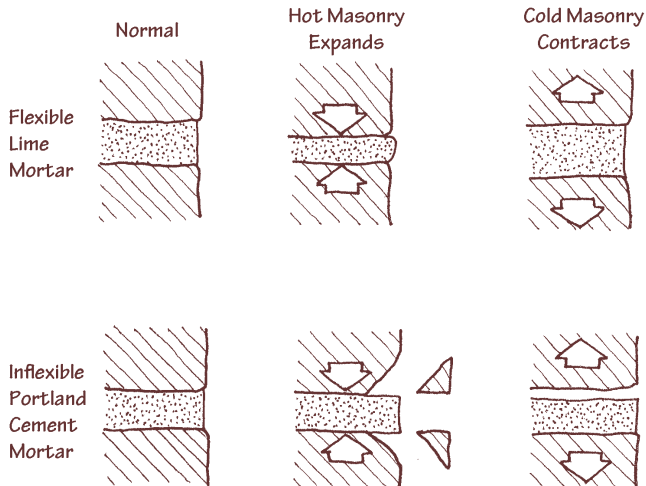 Normal
Hot Masonry
Expands
Cold Masonry
Contracts
Flexible
Lime
Mortar
Inflexible
Portland
Cement
Mortar